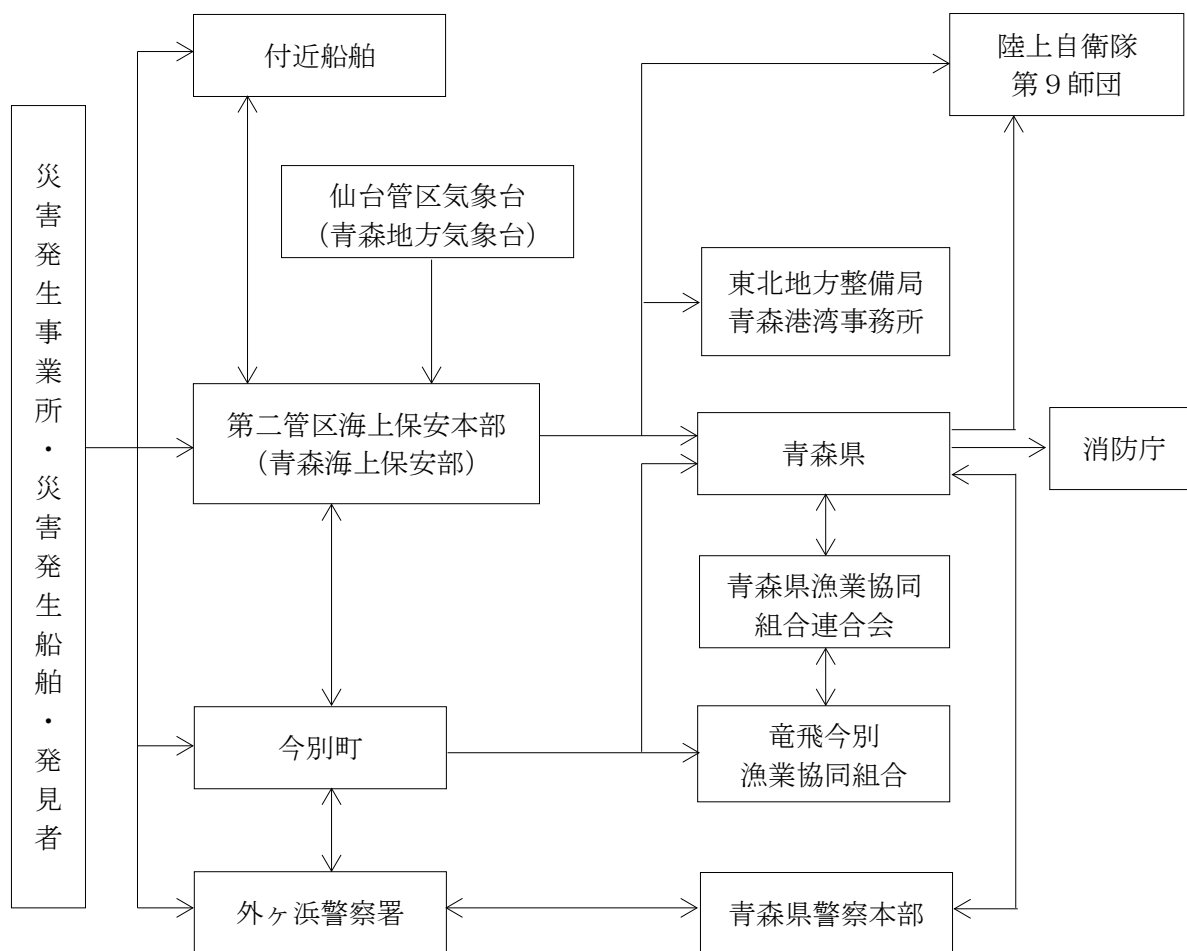 災害発生事業所・災害発生船舶・発見者
付近船舶
仙台管区気象台
（青森地方気象台）
第二管区海上保安本部
（青森海上保安部）
今別町
外ヶ浜警察署
陸上自衛隊
第９師団
東北地方整備局
青森港湾事務所
青森県
消防庁
青森県漁業協同
組合連合会
竜飛今別
漁業協同組合
青森県警察本部